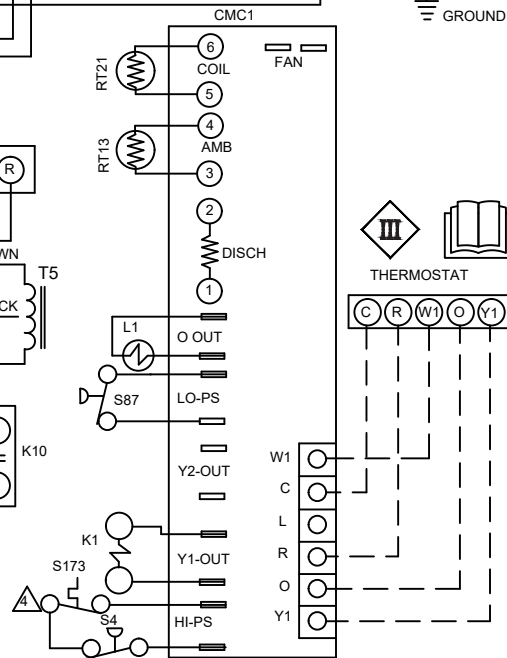 CMC1
GROUND
6
COIL
FAN
RT21
5
4
AMB
RT13
3
R
2
DISCH
WN
III
T5
THERMOSTAT
1
CK
C R W1 O Y1
L1
O OUT
S87
LO-PS
K10
W1
Y2-OUT
C
L
K1
Y1-OUT
R
S173
O
4
S4
HI-PS
Y1